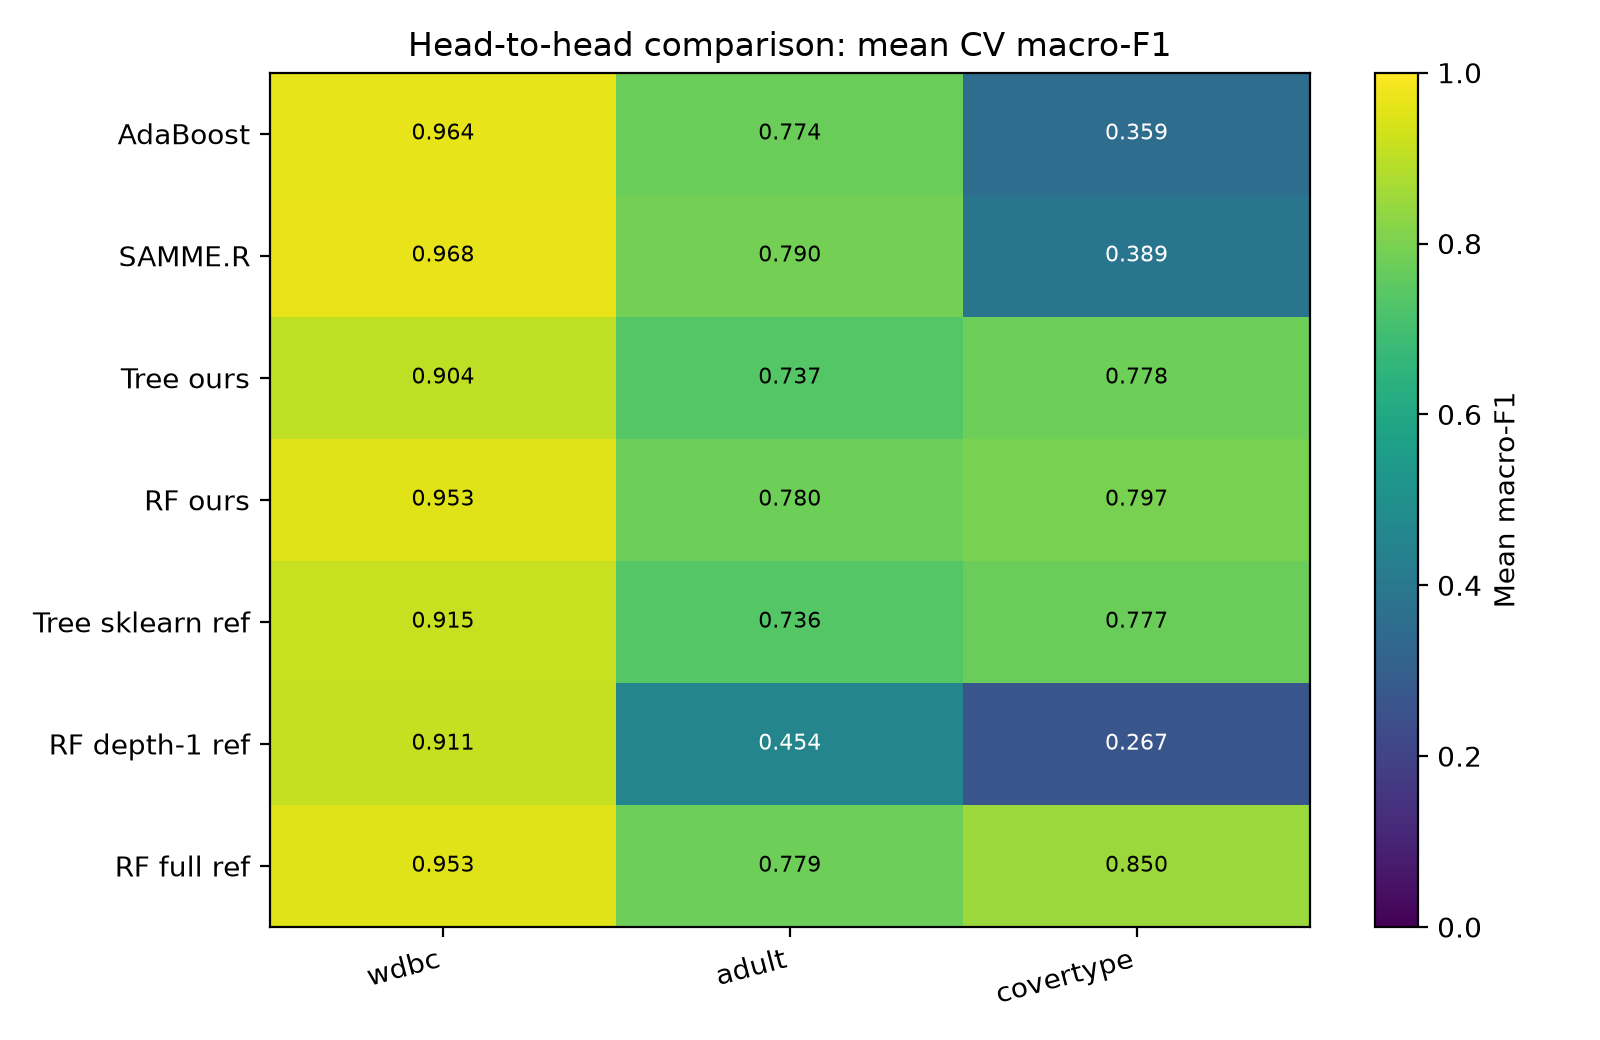 Head-to-head comparison: mean CV macro-F1
AdaBoost 0.964 0.774 0.359
SAMME.R 0.968 0.790 0.389
Tree ours 0.904 0.737 0.778
RF ours 0.953 0.780 0.797
Tree sklearn ref 0.915 0.736 0.777
RF depth-1 ref 0.911 0.454 0.267
RF full ref 0.953 0.779 0.850
wdbc adult covertype
1.0
0.8
0.6
0.4
0.2
0.0
Mean macro-F1